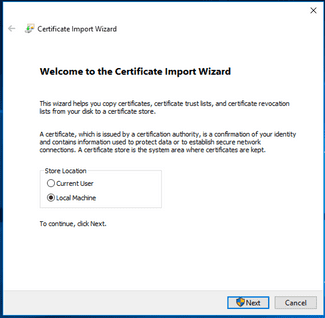 Certificate Import Wizard
Welcome to the Certificate Import Wizard
This wizard helps you copy certificates, certificate trust lists, and certificate revocation
lists from your disk to a certificate store.
A certificate, which is issued by a certification authority, is a confirmation of your identity
and contains information used to protect data or to establish secure network
connections. A certificate store is the system area where certificates are kept.
Store Location
Current User
Local Machine
To continue, click Next.
Next
Cancel